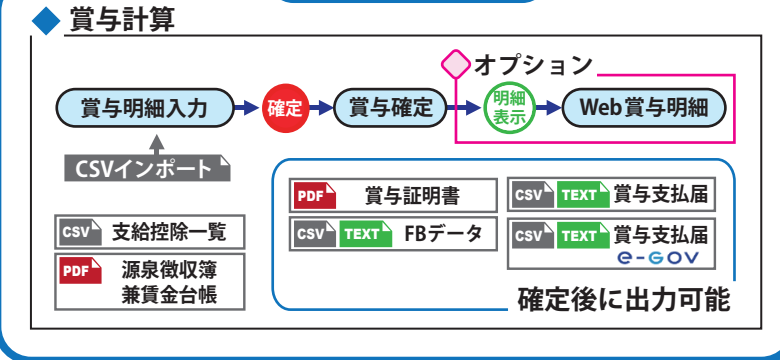 賞与計算
オプション
賞与明細入力
確定
賞与確定
明細
表示
Web賞与明細
CSVインポート
CSV 支給控除一覧
PDF 源泉徴収簿
兼賃金台帳
PDF 賞与証明書
CSV TEXT FBデータ
CSV TEXT 賞与支払届
CSV TEXT 賞与支払届
e-GOV
確定後に出力可能